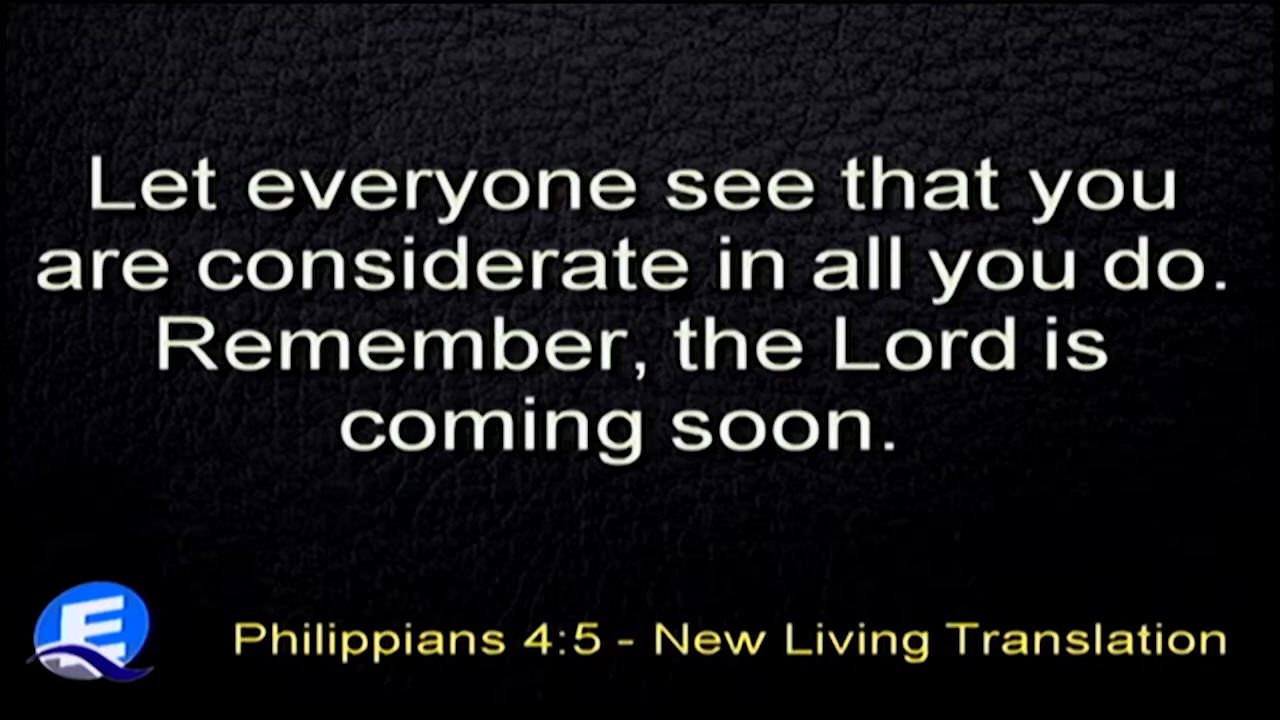 Let everyone see that you
are considerate in all you do.
Remember, the Lord is
coming soon.
E
Philippians 4:5 - New Living Translation